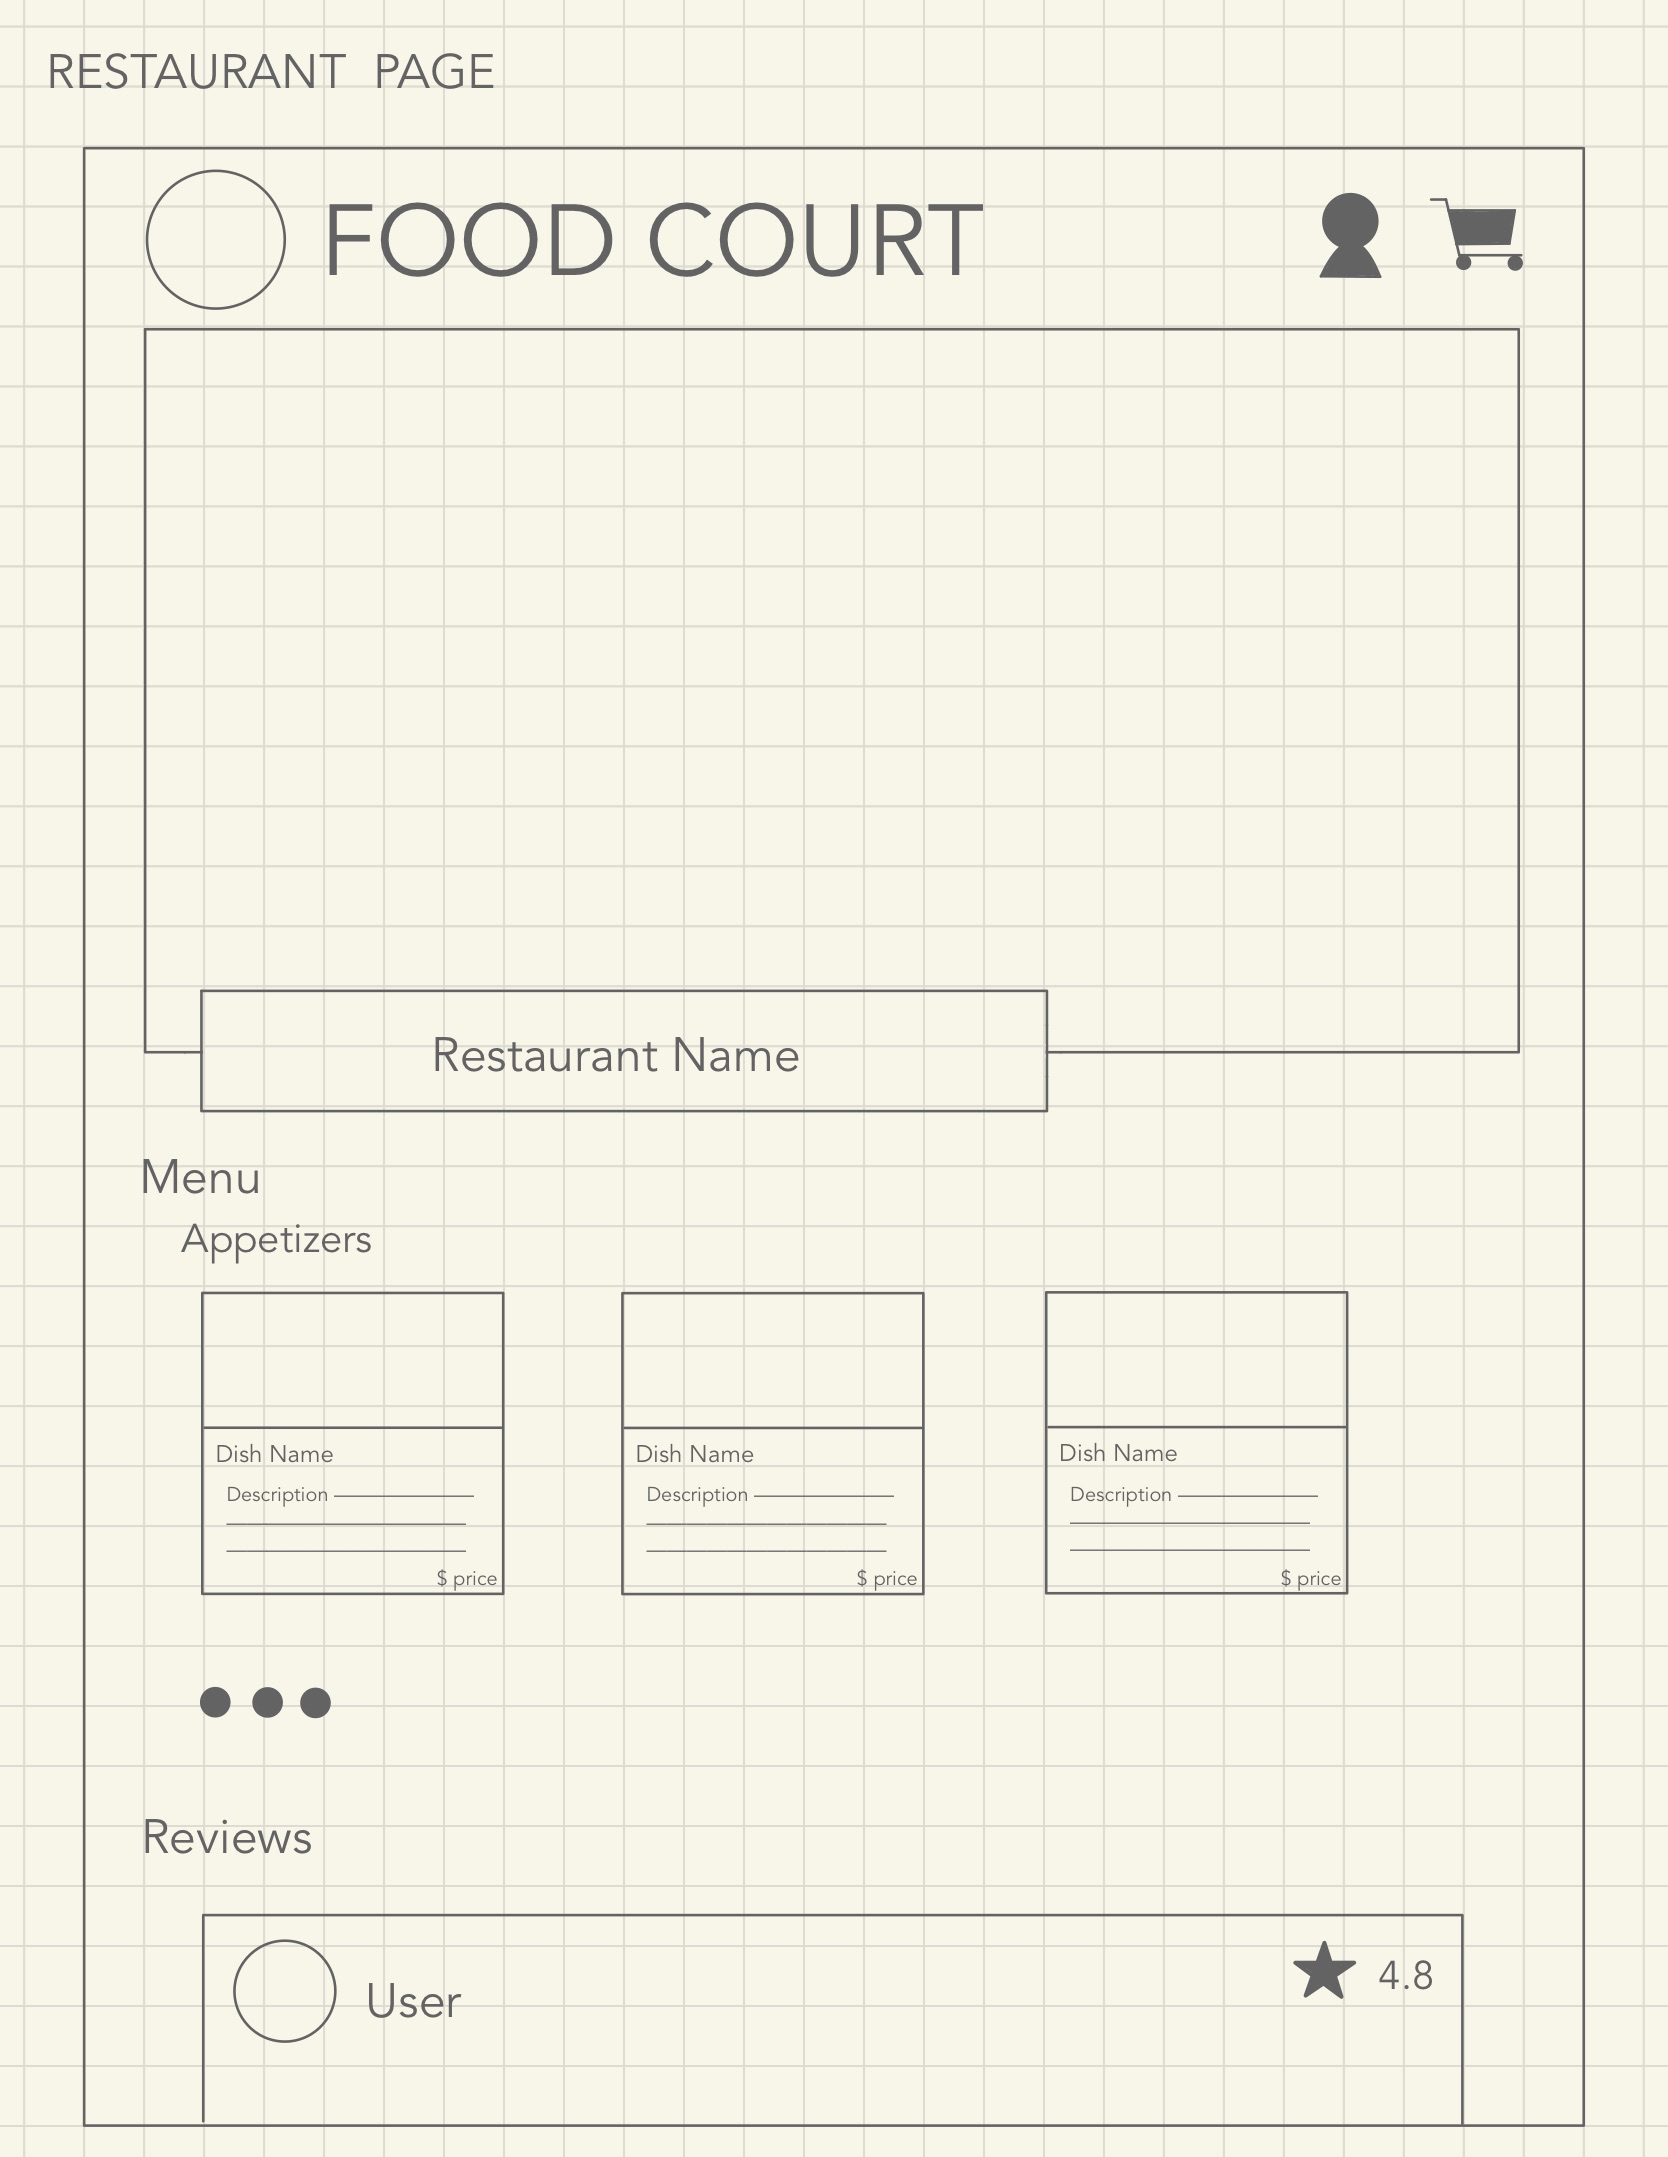 RESTAURANT PAGE
FOOD COURT
Restaurant Name
Menu
Appetizers
Dish Name
Description
$ price
Dish Name
Description
$ price
Dish Name
Description
$ price
Reviews
User
4.8